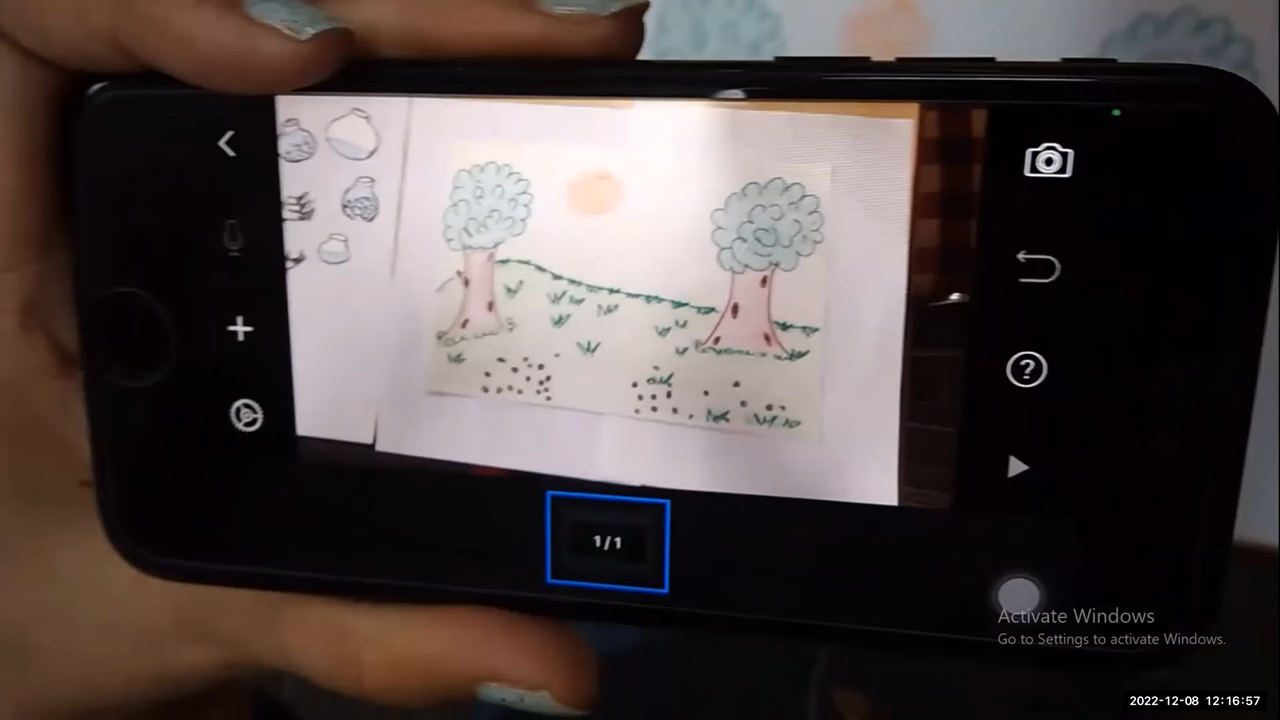 1/1
?
Activate Windows
Go to Settings to activate Windows.
2022-12-08 12:16:57